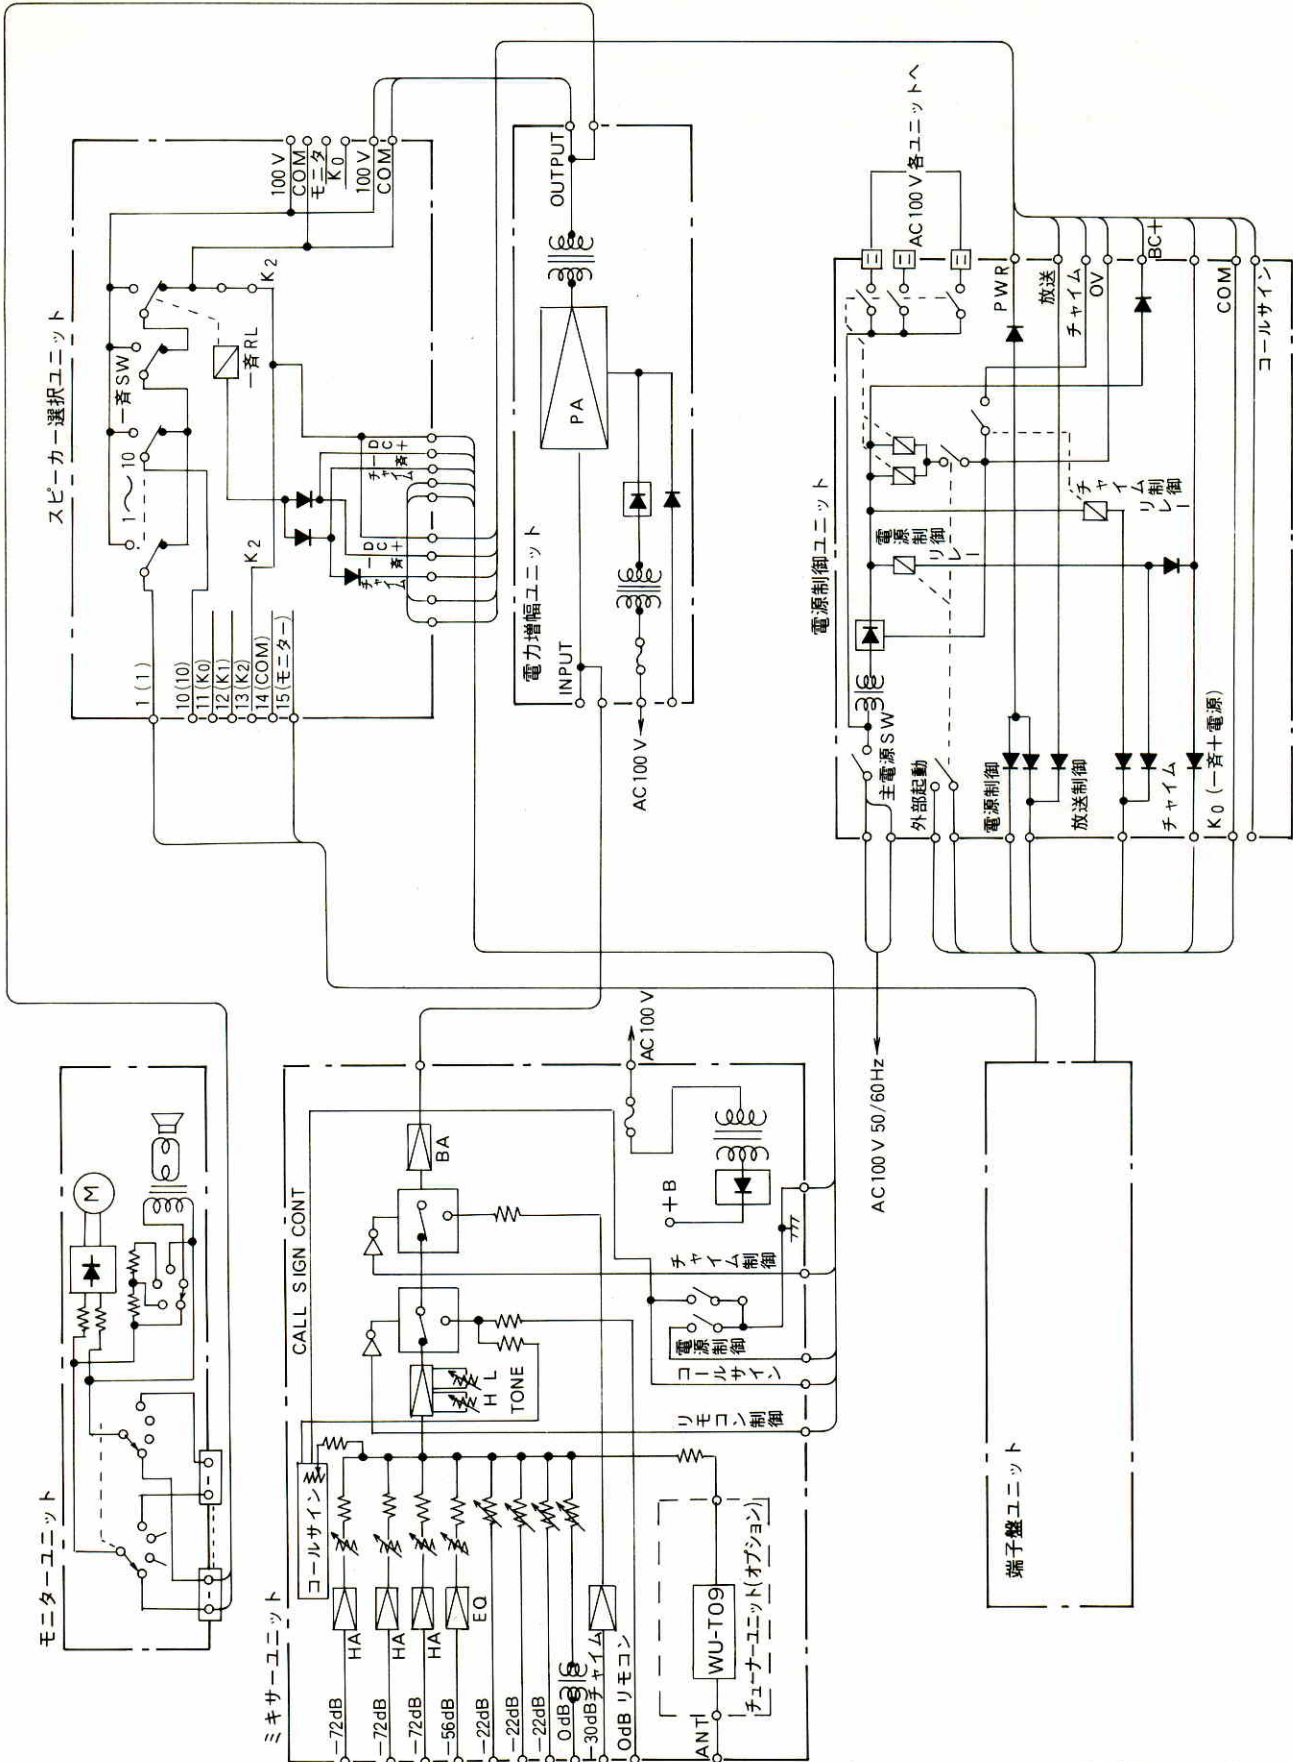 モニターユニット
M
ミキサーユニット
CALL SIGN CONT
コールサイン
HA
HA
HA
EQ
−72dB
−72dB
−72dB
−56dB
−22dB
−22dB
−22dB
0dB
−30dBチャイム
0dB リモコン
ANT
WU-T09
チューナーユニット(オプション)
H L
TONE
BA
リモコン制御
コールサイン
電源制御
チャイム制御
+B
AC100V
スピーカー選択ユニット
1〜10
一斉SW
一斉RL
K2
K2
100V
COM
モニタ
K0
100V
COM
1(1)
10(10)
11(K0)
12(K1)
13(K2)
14(COM)
15(モニター)
チャイム
一斉
DC+
チャイム
一斉
DC+
電力増幅ユニット
INPUT
PA
OUTPUT
AC100V
電源制御ユニット
主電源SW
外部起動
電源制御
放送制御
チャイム
K0(一斉+電源)
電源制御リレー
チャイム制御リレー
AC100V各ユニットへ
PWR
放送
チャイム
0V
BC+
COM
コールサイン
AC100V 50/60Hz
端子盤ユニット